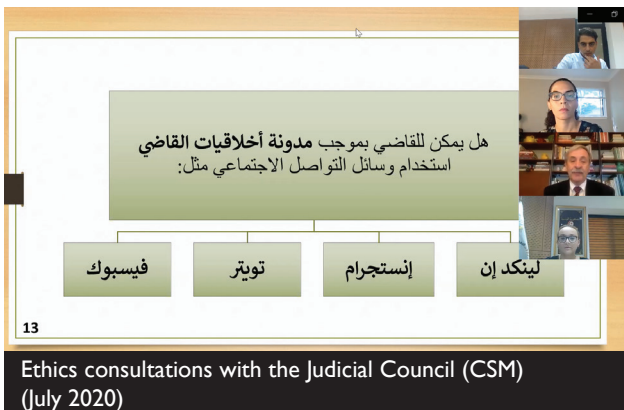 هل يمكن للقاضي بموجب مدونة أخلاقيات القاضي
استخدام وسائل التواصل الاجتماعي مثل:
لينكد إن
إنستجرام
تويتر
فيسبوك
13
Ethics consultations with the Judicial Council (CSM)
(July 2020)